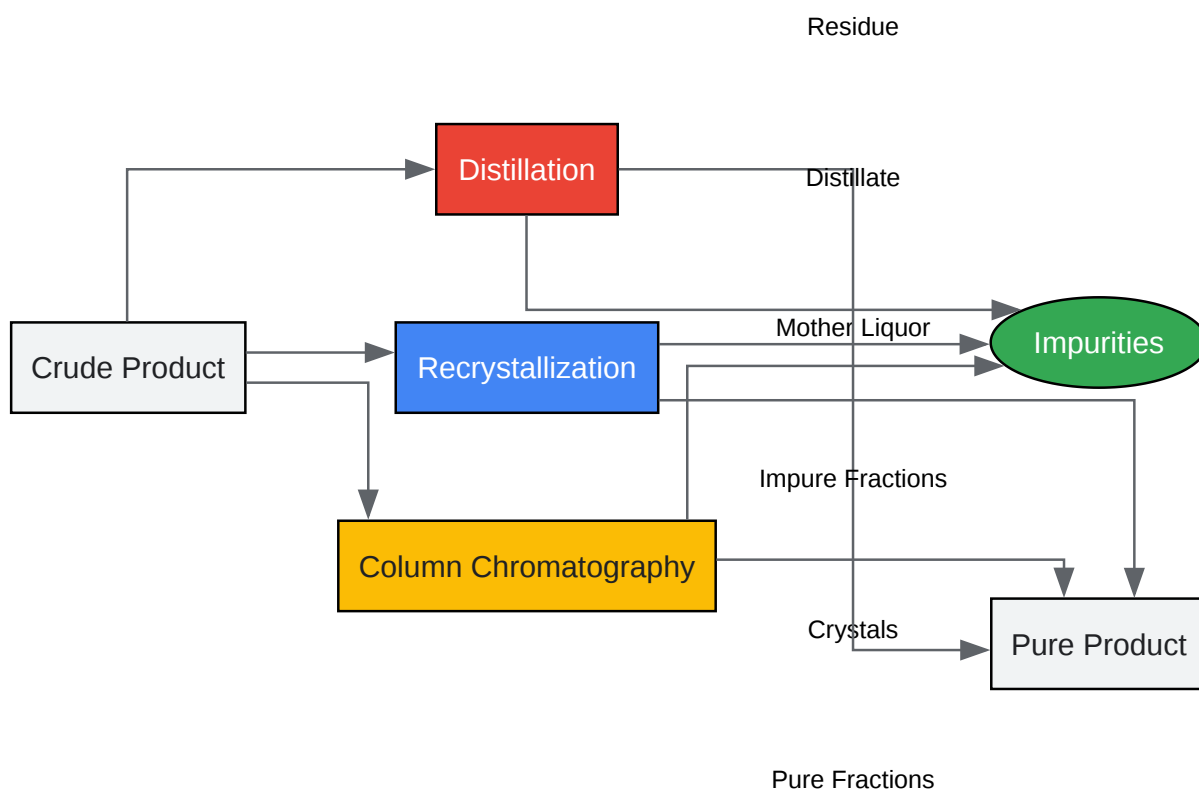 Residue
Distillation
Distillate
Mother Liquor
Impurities
Crude Product
Recrystallization
Impure Fractions
Column Chromatography
Crystals
Pure Product
Pure Fractions